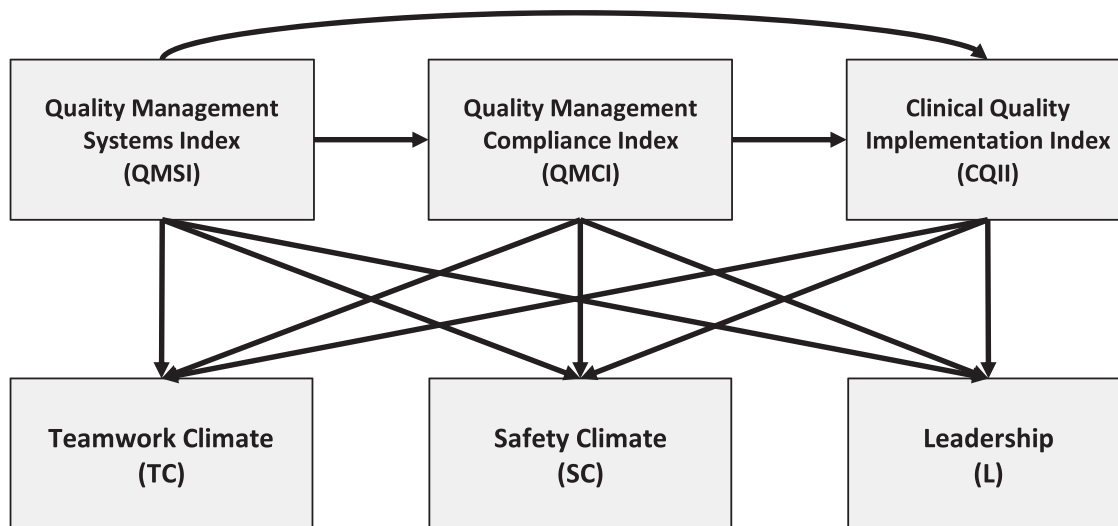 Quality Management
Systems Index
(QMSI)
Quality Management
Compliance Index
(QMCI)
Clinical Quality
Implementation Index
(CQII)
Teamwork Climate
(TC)
Safety Climate
(SC)
Leadership
(L)